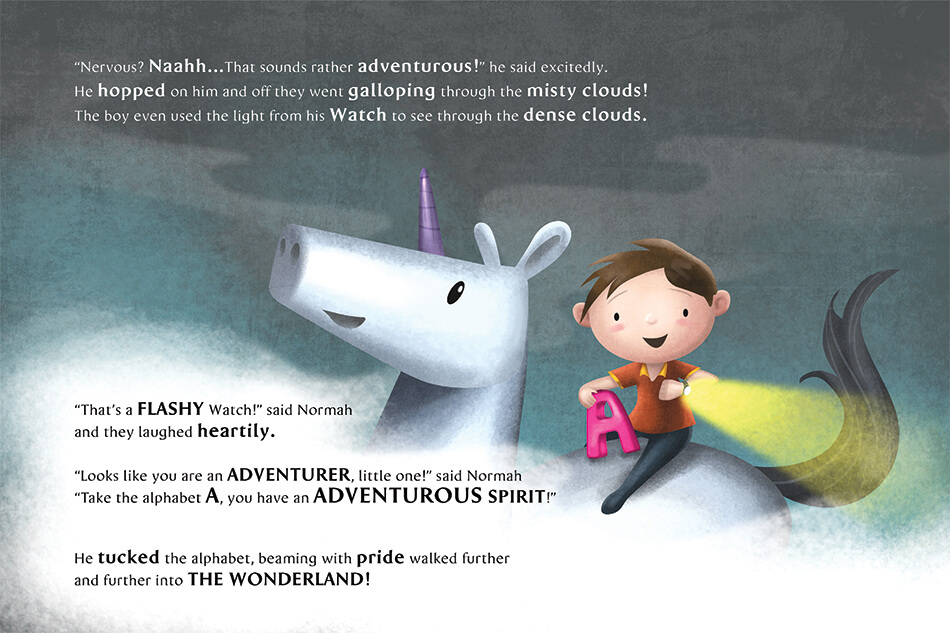 “Nervous? Naahh...That sounds rather adventurous!” he said excitedly.
He hopped on him and off they went galloping through the misty clouds!
The boy even used the light from his Watch to see through the dense clouds.
A
“That’s a FLASHY Watch!” said Normah
and they laughed heartily.
“Looks like you are an ADVENTURER, little one!” said Normah
“Take the alphabet A, you have an ADVENTUROUS SPIRIT!”
He tucked the alphabet, beaming with pride walked further
and further into THE WONDERLAND!